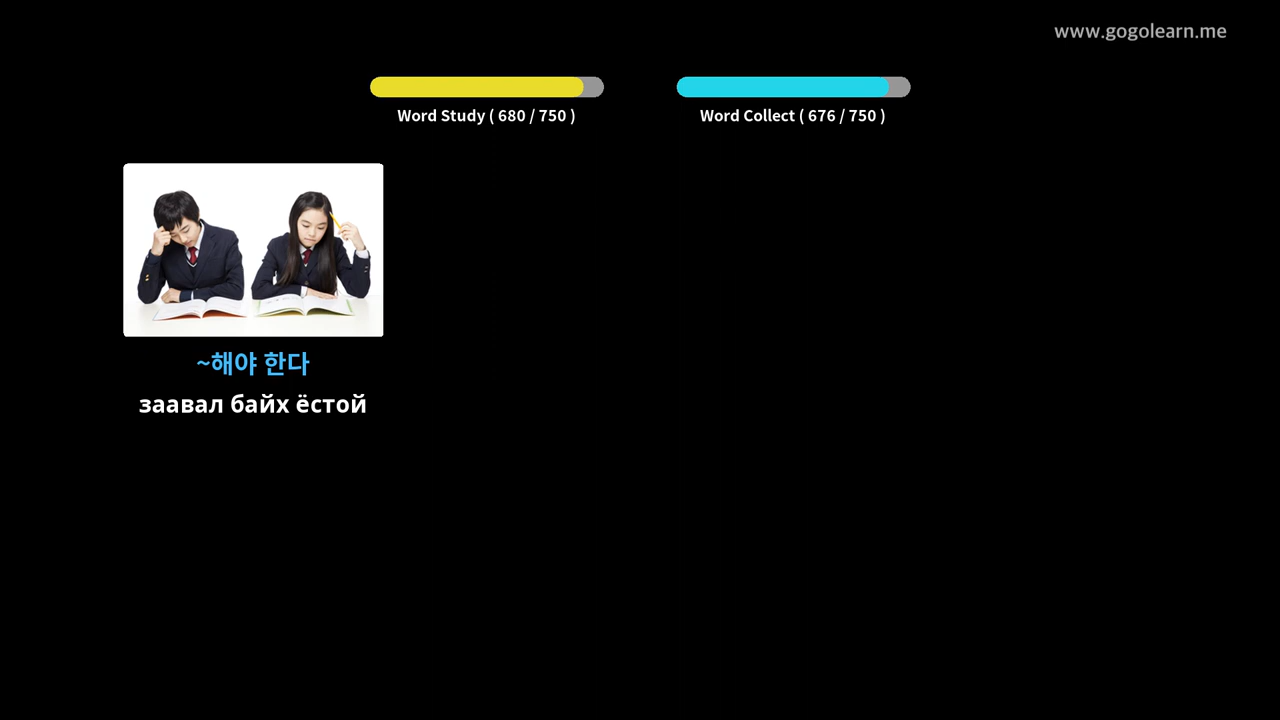 www.gogolearn.me
Word Study ( 680 / 750 )
Word Collect ( 676 / 750 )
~해야 한다
заавал байх ёстой